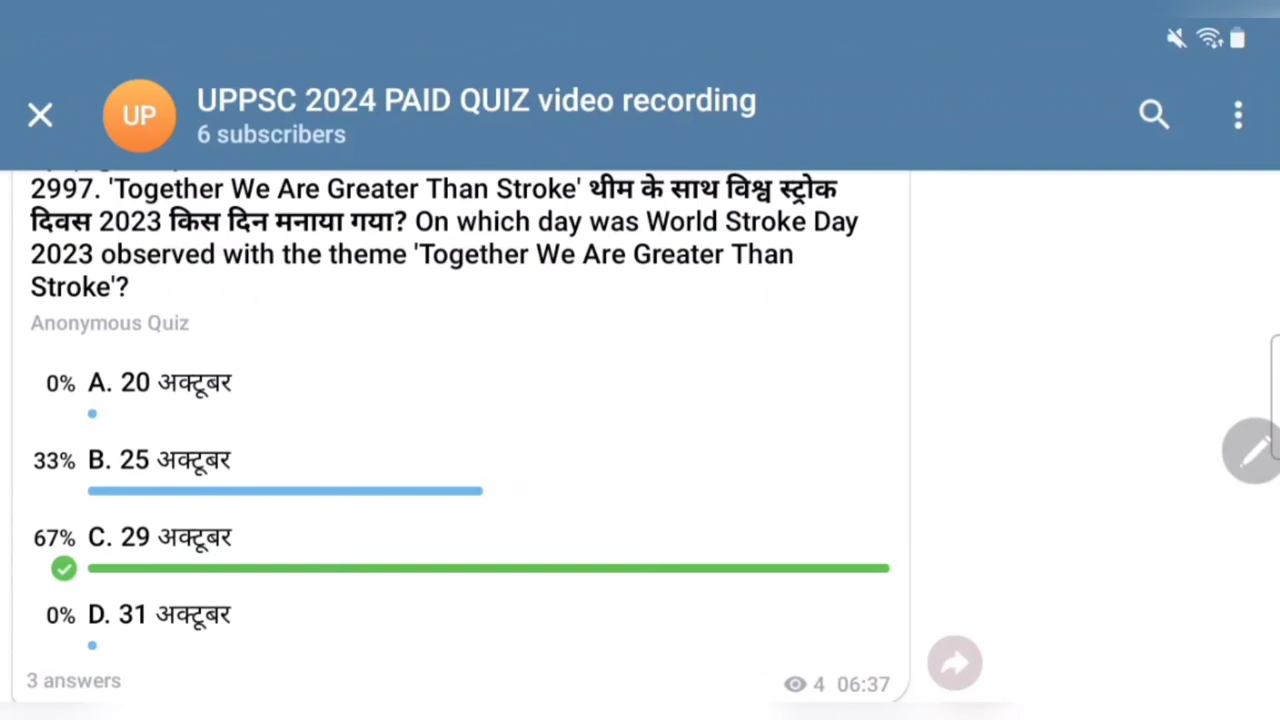 UP
UPPSC 2024 PAID QUIZ video recording
6 subscribers
2997. 'Together We Are Greater Than Stroke' थीम के साथ विश्व स्ट्रोक
दिवस 2023 किस दिन मनाया गया? On which day was World Stroke Day
2023 observed with the theme 'Together We Are Greater Than
Stroke'?
Anonymous Quiz
0% A. 20 अक्टूबर
33% B. 25 अक्टूबर
67% C. 29 अक्टूबर
0% D. 31 अक्टूबर
3 answers
4 06:37